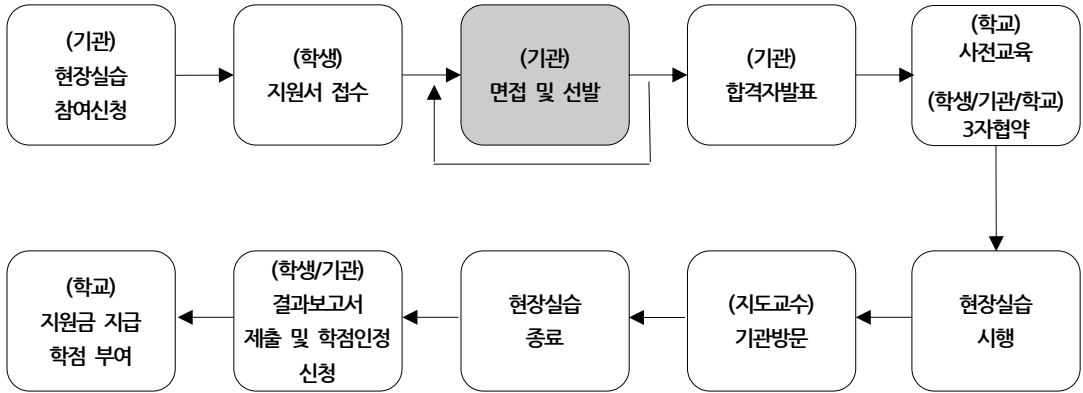 (기관)
현장실습
참여신청
(학생)
지원서 접수
(기관)
면접 및 선발
(기관)
합격자발표
(학교)
사전교육
(학생/기관/학교)
3자협약
현장실습
시행
(지도교수)
기관방문
현장실습
종료
(학생/기관)
결과보고서
제출 및 학점인정
신청
(학교)
지원금 지급
학점 부여